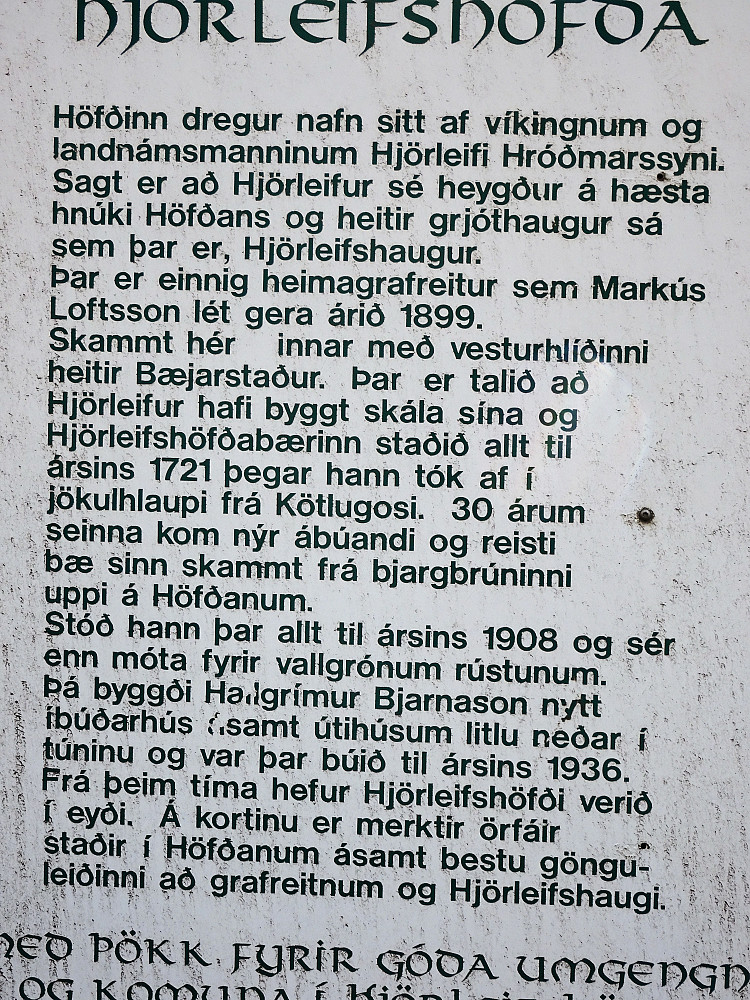 HJÖRLEIFSHÖFÐA
Höfðinn dregur nafn sitt af víkingnum og
landnámsmanninum Hjörleifi Hróðmarssyni.
Sagt er að Hjörleifur sé heygður á hæsta
hnúki Höfðans og heitir grjóthaugur sá
sem þar er, Hjörleifshaugur.
Þar er einnig heimagrafreitur sem Markús
Loftsson lét gera árið 1899.
Skammt hér innar með vesturhlíðinni
heitir Bæjarstaður. Þar er talið að
Hjörleifur hafi byggt skála sína og
Hjörleifshöfðabærinn staðið allt til
ársins 1721 þegar hann tók af í
jökulhlaupi frá Kötlugosi. 30 árum
seinna kom nýr ábúandi og reisti
bæ sinn skammt frá bjargbrúninni
uppi á Höfðanum.
Stóð hann þar allt til ársins 1908 og sér
enn móta fyrir vallgrónum rústunum.
Þá byggði Hallgrímur Bjarnason nýtt
íbúðarhús ásamt útihúsum litlu neðar í
túninu og var þar búið til ársins 1936.
Frá þeim tíma hefur Hjörleifshöfði verið
í eyði. Á kortinu er merktir örfáir
staðir í Höfðanum ásamt bestu göngu-
leiðinni að grafreitnum og Hjörleifshaugi.
ÞÖKK FYRIR GÓÐA
OG KOMUNA Í